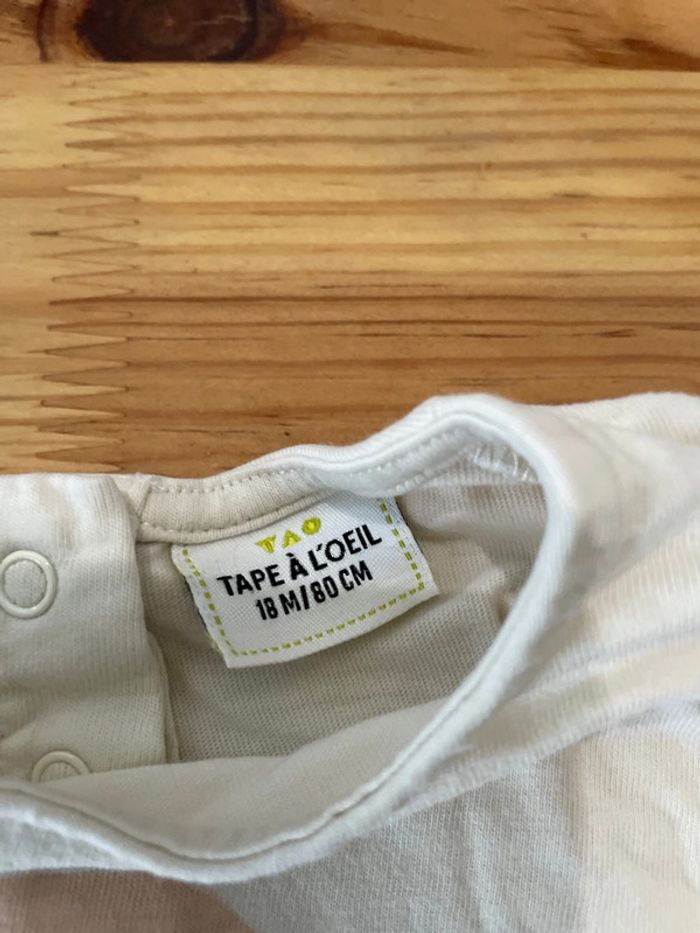 TAO
TAPE À L'OEIL
18 M/80 CM